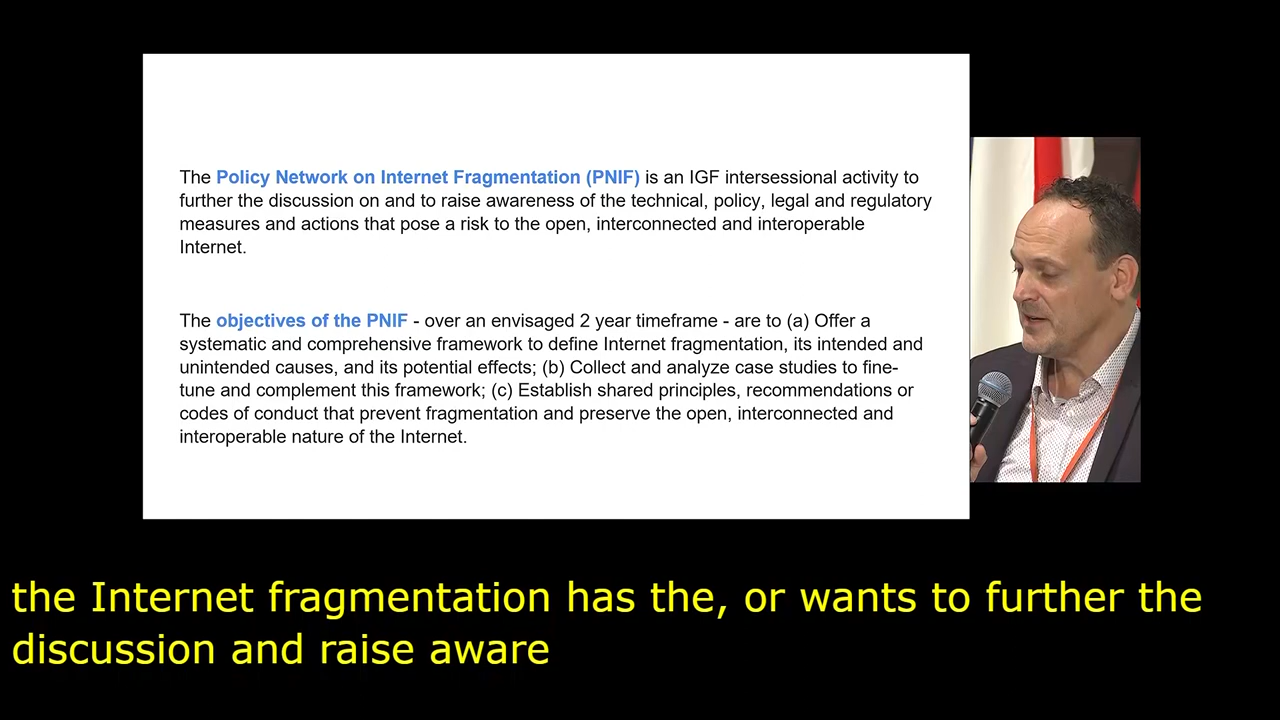 The Policy Network on Internet Fragmentation (PNIF) is an IGF intersessional activity to
further the discussion on and to raise awareness of the technical, policy, legal and regulatory
measures and actions that pose a risk to the open, interconnected and interoperable
Internet.
The objectives of the PNIF - over an envisaged 2 year timeframe - are to (a) Offer a
systematic and comprehensive framework to define Internet fragmentation, its intended and
unintended causes, and its potential effects; (b) Collect and analyze case studies to fine-
tune and complement this framework; (c) Establish shared principles, recommendations or
codes of conduct that prevent fragmentation and preserve the open, interconnected and
interoperable nature of the Internet.
the Internet fragmentation has the, or wants to further the
discussion and raise aware